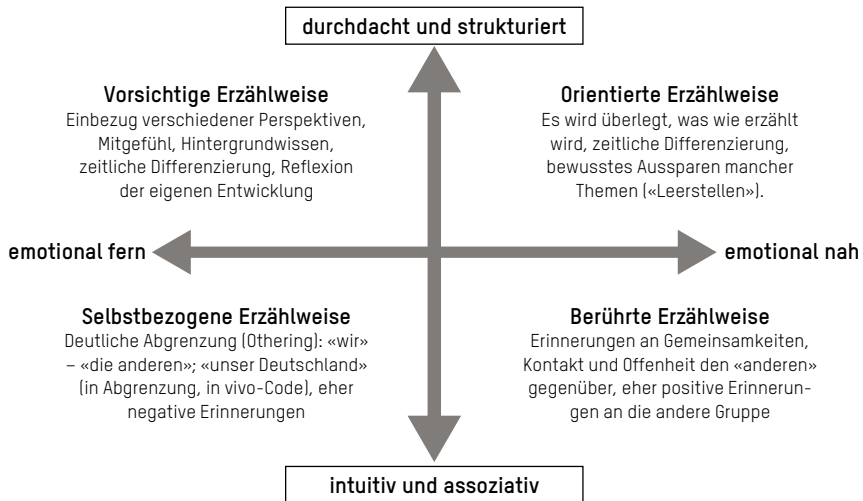 durchdacht und strukturiert
Vorsichtige Erzählweise
Einbezug verschiedener Perspektiven,
Mitgefühl, Hintergrundwissen,
zeitliche Differenzierung, Reflexion
der eigenen Entwicklung
Orientierte Erzählweise
Es wird überlegt, was wie erzählt
wird, zeitliche Differenzierung,
bewusstes Aussparen mancher
Themen («Leerstellen»).
emotional fern
emotional nah
Selbstbezogene Erzählweise
Deutliche Abgrenzung (Othering): «wir»
– «die anderen»; «unser Deutschland»
(in Abgrenzung, in vivo-Code), eher
negative Erinnerungen
Berührte Erzählweise
Erinnerungen an Gemeinsamkeiten,
Kontakt und Offenheit den «anderen»
gegenüber, eher positive Erinnerun-
gen an die andere Gruppe
intuitiv und assoziativ